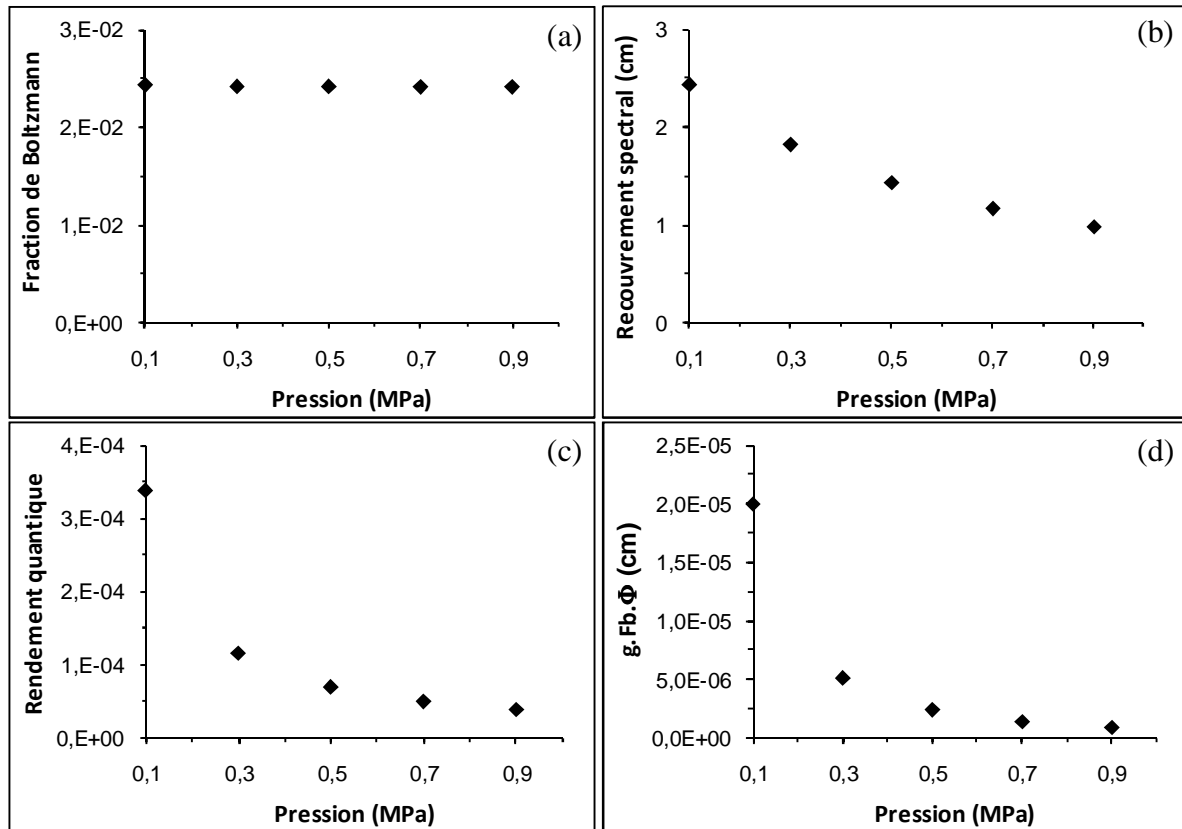 (a)
Fraction de Boltzmann
3,E-02
2,E-02
1,E-02
0,E+00
0,1 0,3 0,5 0,7 0,9
Pression (MPa)
(b)
Recouvrement spectral (cm)
3
2
1
0
0,1 0,3 0,5 0,7 0,9
Pression (MPa)
(c)
Rendement quantique
4,E-04
3,E-04
2,E-04
1,E-04
0,E+00
0,1 0,3 0,5 0,7 0,9
Pression (MPa)
(d)
g.Fb.Φ (cm)
2,5E-05
2,0E-05
1,5E-05
1,0E-05
5,0E-06
0,0E+00
0,1 0,3 0,5 0,7 0,9
Pression (MPa)